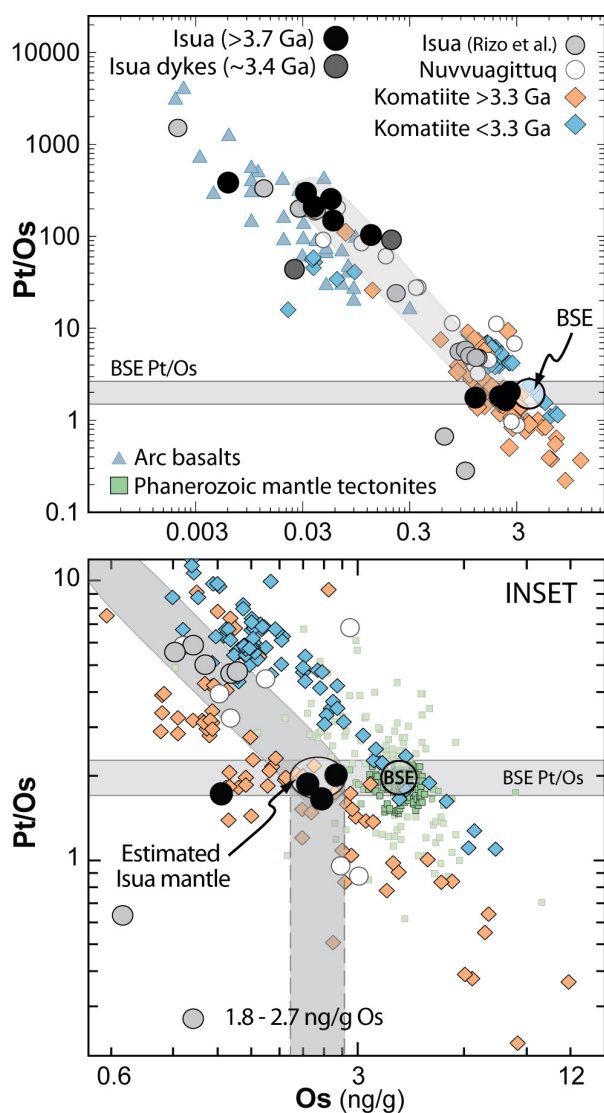 10000
1000
100
10
1
0.1
Pt/Os
Isua (>3.7 Ga)
Isua dykes (~3.4 Ga)
Isua (Rizo et al.)
Nuvvuagittuq
Komatiite >3.3 Ga
Komatiite <3.3 Ga
BSE
BSE Pt/Os
Arc basalts
Phanerozoic mantle tectonites
0.003
0.03
0.3
3
10
INSET
BSE
BSE Pt/Os
Pt/Os
1
Estimated
Isua mantle
1.8 - 2.7 ng/g Os
0.6
3
12
Os (ng/g)